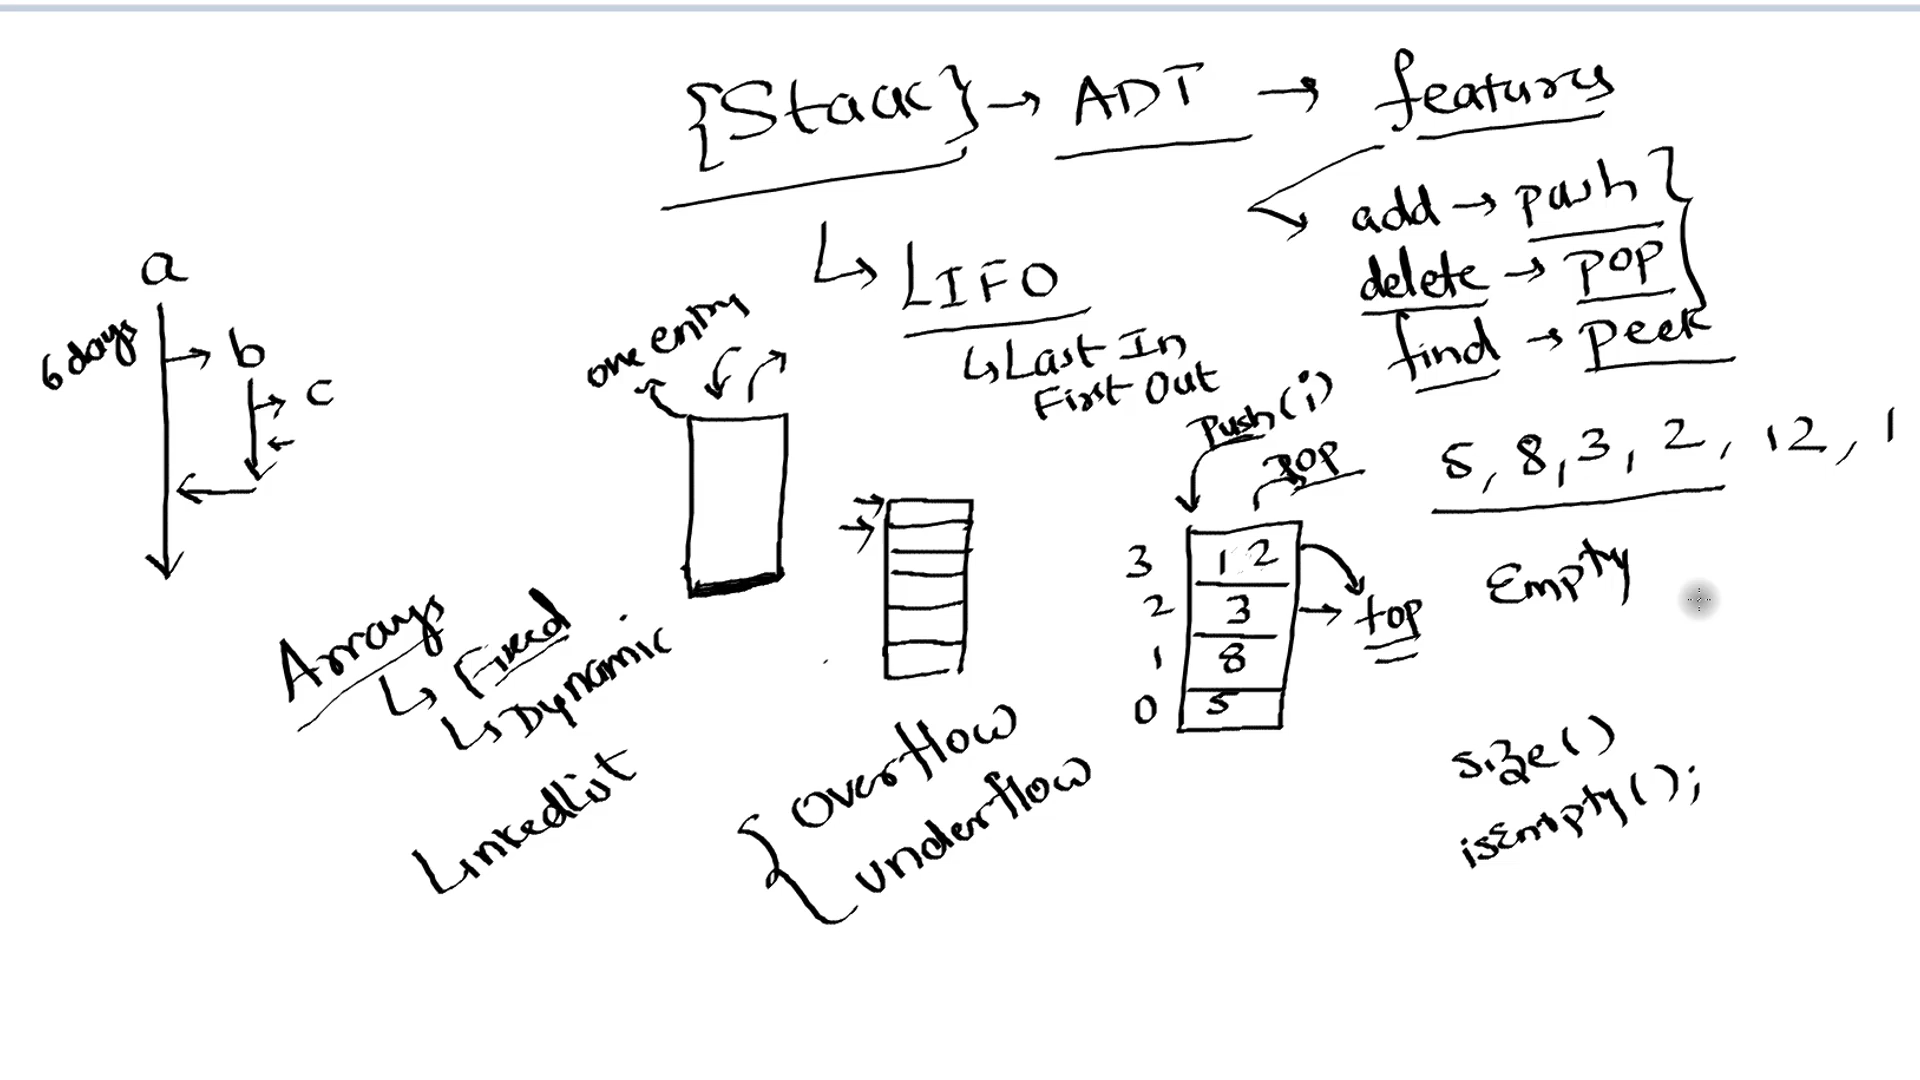 {Stack} → ADT → features
add → push
delete → pop
find → Peek
LIFO
Last In
First Out
a
6 days
b
c
one entry
Push(i)
pop
5, 8, 3, 2, 12, 1
3 12
2 3
1 8
0 5
top
Empty
Arrays
Fixed
Dynamic
Linkedlist
Overflow
underflow
size()
isEmpty();